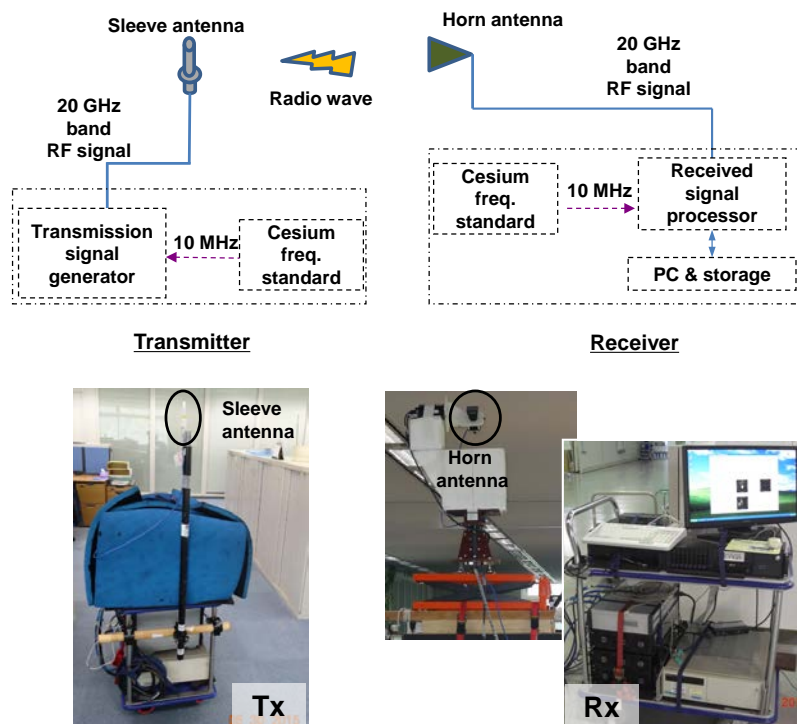 Sleeve antenna
Horn antenna
Radio wave
20 GHz
band
RF signal
20 GHz
band
RF signal
Transmission
signal
generator
10 MHz
Cesium
freq.
standard
Cesium
freq.
standard
10 MHz
Received
signal
processor
PC & storage
Transmitter
Receiver
Sleeve
antenna
Tx
Horn
antenna
Rx
20